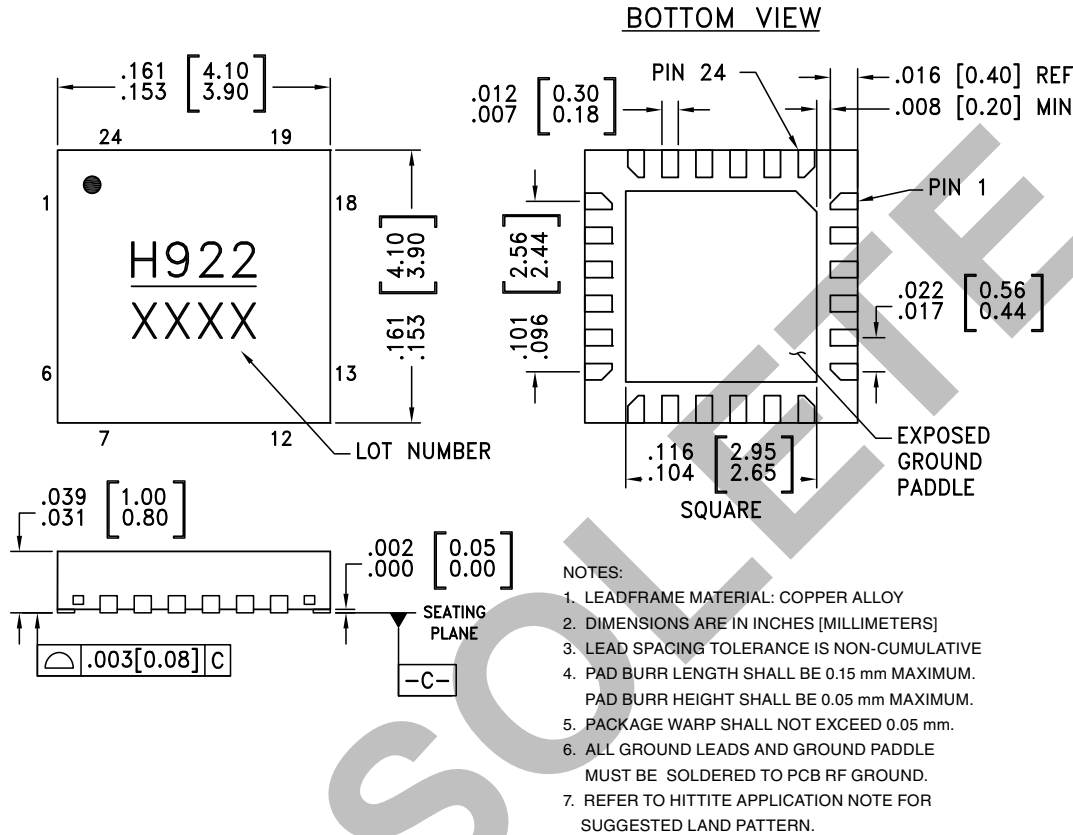 BOTTOM VIEW
.161 [4.10]
.153 [3.90]
24
19
1
18
H922
XXXX
6
13
7
12
LOT NUMBER
.161 [4.10]
.153 [3.90]
PIN 24
.012 [0.30]
.007 [0.18]
.016 [0.40] REF
.008 [0.20] MIN
PIN 1
.101 [2.56]
.096 [2.44]
.022 [0.56]
.017 [0.44]
.116 [2.95]
.104 [2.65]
SQUARE
EXPOSED
GROUND
PADDLE
.039 [1.00]
.031 [0.80]
.002 [0.05]
.000 [0.00]
SEATING
PLANE
.003[0.08] C
-C-
NOTES:
1. LEADFRAME MATERIAL: COPPER ALLOY
2. DIMENSIONS ARE IN INCHES [MILLIMETERS]
3. LEAD SPACING TOLERANCE IS NON-CUMULATIVE
4. PAD BURR LENGTH SHALL BE 0.15 mm MAXIMUM.
PAD BURR HEIGHT SHALL BE 0.05 mm MAXIMUM.
5. PACKAGE WARP SHALL NOT EXCEED 0.05 mm.
6. ALL GROUND LEADS AND GROUND PADDLE
MUST BE SOLDERED TO PCB RF GROUND.
7. REFER TO HITTITE APPLICATION NOTE FOR
SUGGESTED LAND PATTERN.
SOLETE